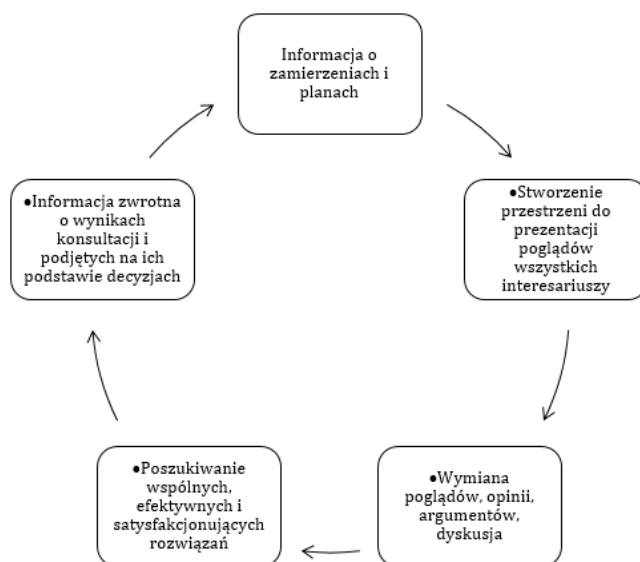 Informacja o
zamierzeniach i
planach
●Stworzenie
przestrzeni do
prezentacji
poglądów
wszystkich
interesariuszy
●Wymiana
poglądów, opinii,
argumentów,
dyskusja
●Poszukiwanie
wspólnych,
efektywnych i
satysfakcjonujących
rozwiązań
●Informacja zwrotna
o wynikach
konsultacji i
podjętych na ich
podstawie decyzjach